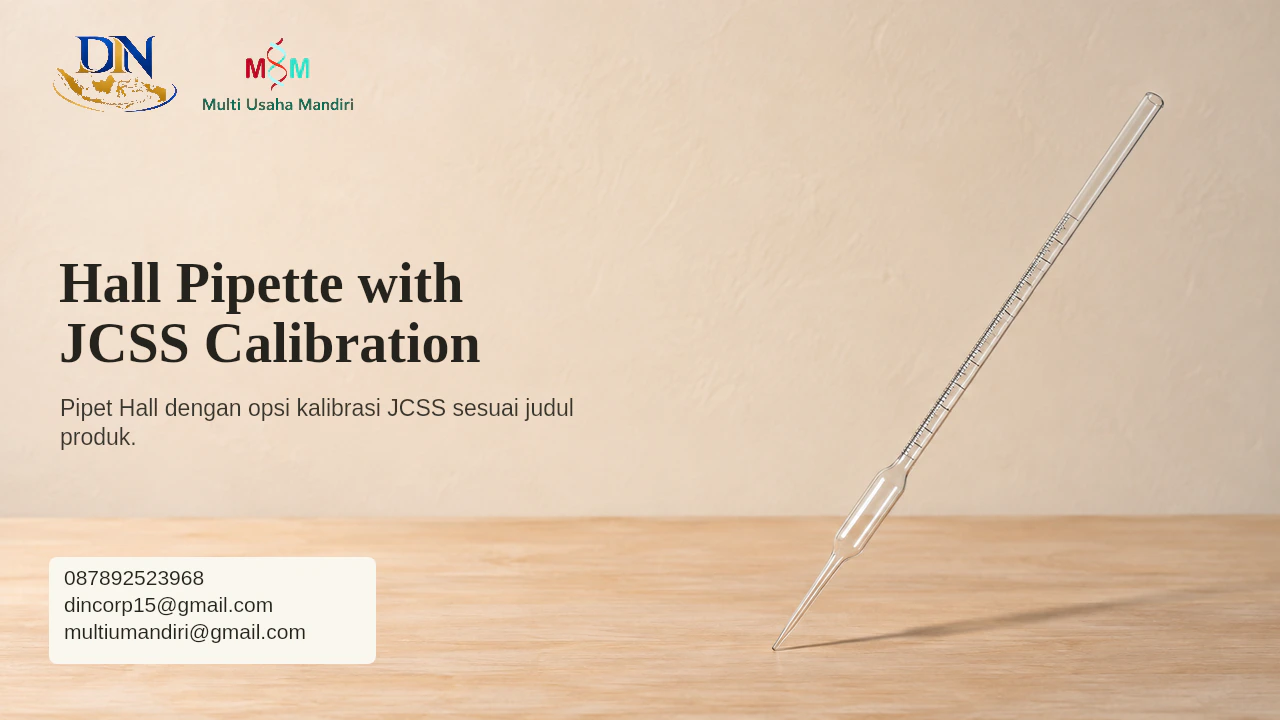 DIN
MSM
Multi Usaha Mandiri
Hall Pipette with
JCSS Calibration
Pipet Hall dengan opsi kalibrasi JCSS sesuai judul
produk.
087892523968
dincorp15@gmail.com
multiumandiri@gmail.com